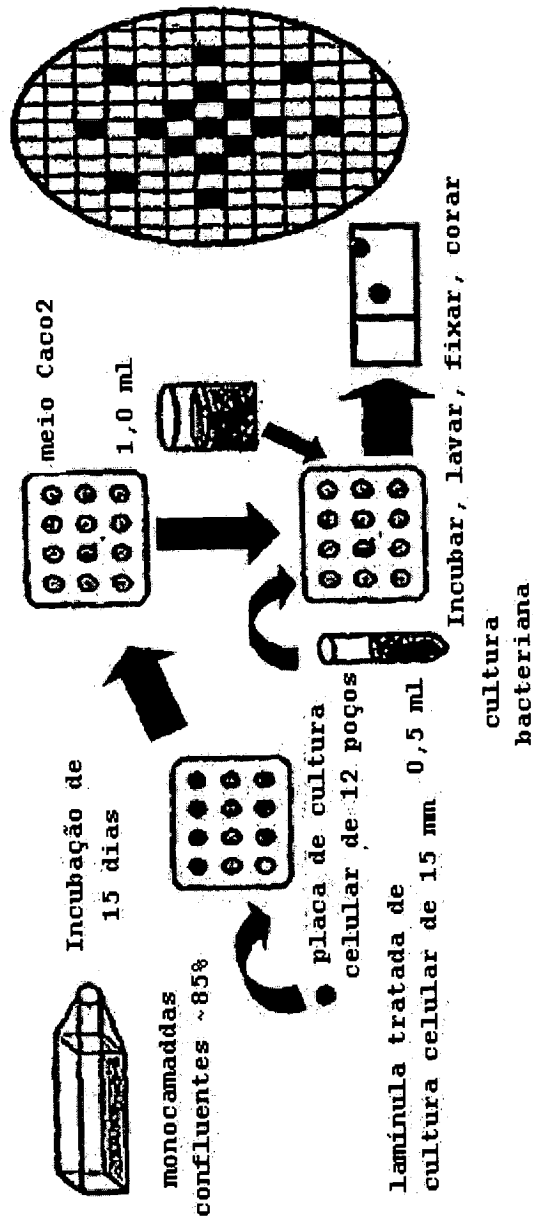 Incubação de
15 dias
monocamaddas
confluentes ~85%
placa de cultura
celular de 12 poços
lamínula tratada de
cultura celular de 15 mm
meio Caco2
1,0 ml
0,5 ml
cultura
bacteriana
Incubar, lavar, fixar, corar